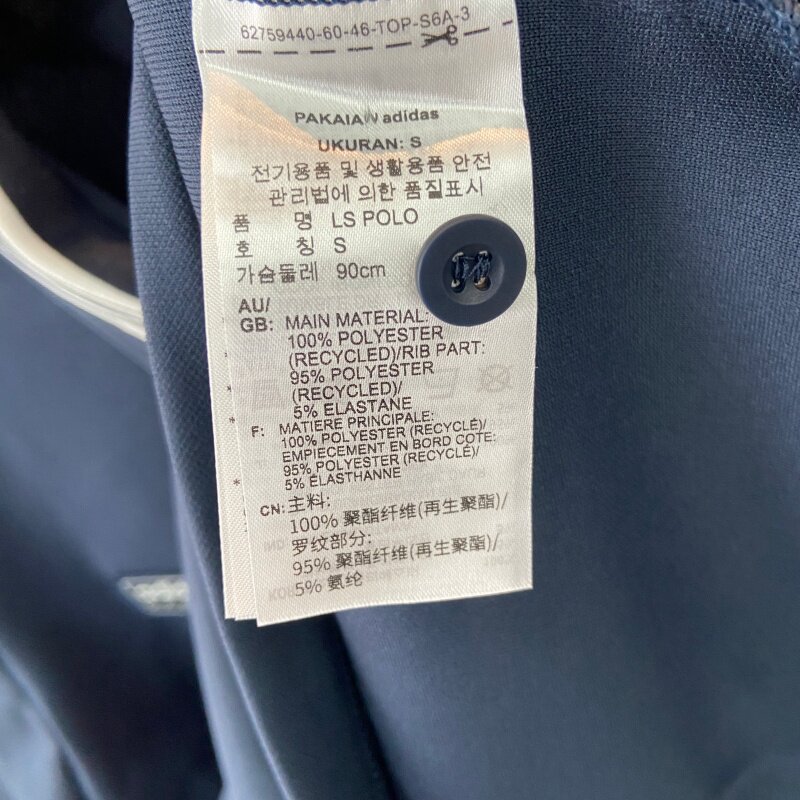 62759440-60-46-TOP-S6A-3
PAKAIAN adidas
UKURAN: S
전기용품 및 생활용품 안전
관리법에 의한 품질표시
품 명 LS POLO
호 칭 S
가슴둘레 90cm
AU/
GB: MAIN MATERIAL:
100% POLYESTER
(RECYCLED)/RIB PART:
95% POLYESTER
(RECYCLED)/
5% ELASTANE
F: MATIERE PRINCIPALE:
100% POLYESTER (RECYCLÉ)/
EMPIECEMENT EN BORD COTE:
95% POLYESTER (RECYCLÉ)/
5% ÉLASTHANNE
CN: 主料:
100% 聚酯纤维(再生聚酯)/
罗纹部分:
95% 聚酯纤维(再生聚酯)/
5% 氨纶